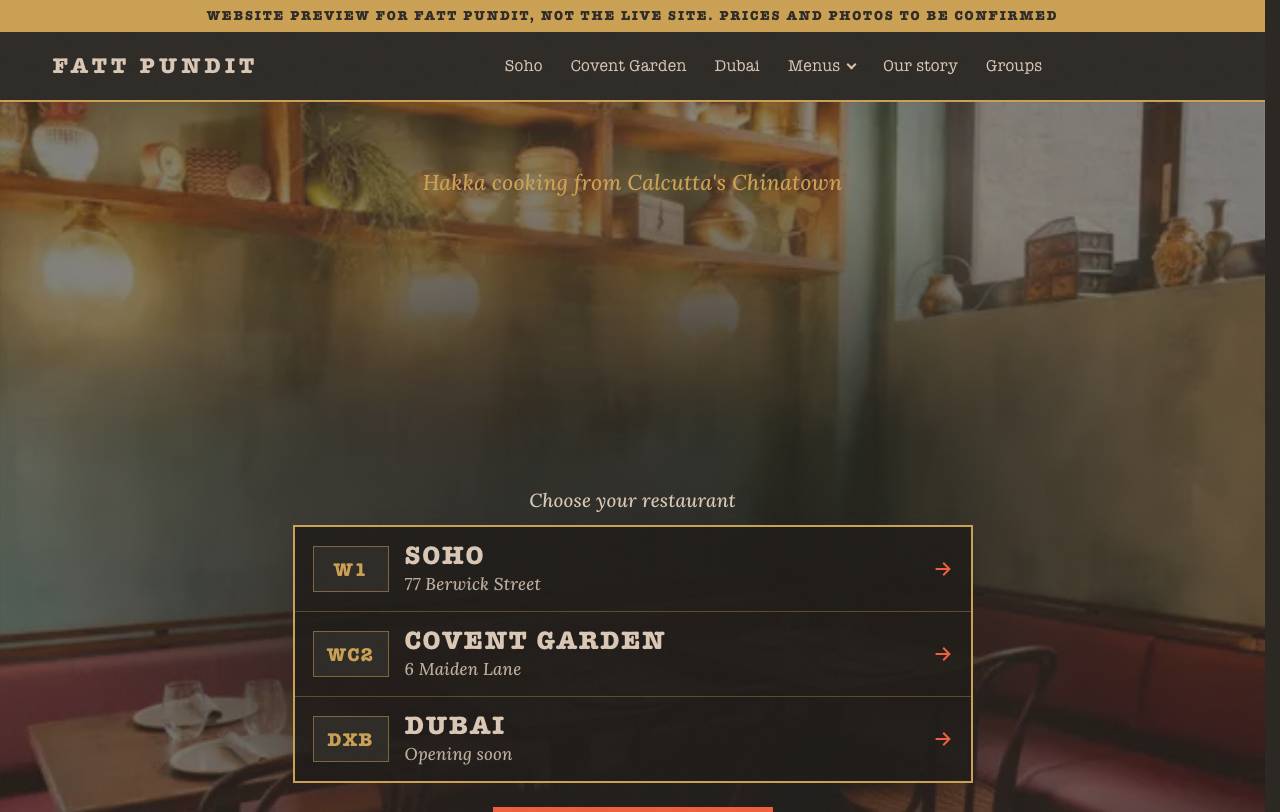 WEBSITE PREVIEW FOR FATT PUNDIT, NOT THE LIVE SITE. PRICES AND PHOTOS TO BE CONFIRMED
FATT PUNDIT
Soho
Covent Garden
Dubai
Menus
Our story
Groups
Hakka cooking from Calcutta's Chinatown
Choose your restaurant
W1
SOHO
77 Berwick Street
WC2
COVENT GARDEN
6 Maiden Lane
DXB
DUBAI
Opening soon